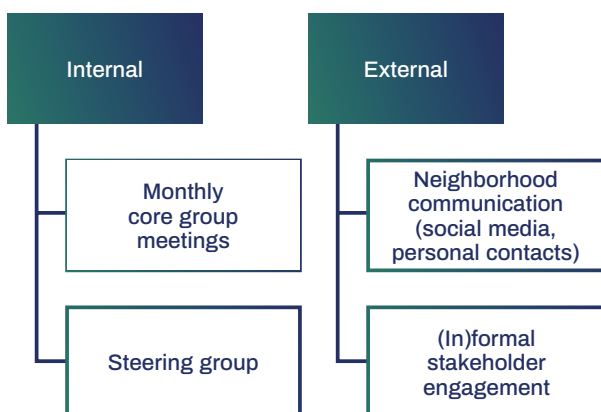 Internal
External
Monthly
core group
meetings
Neighborhood
communication
(social media,
personal contacts)
Steering group
(In)formal
stakeholder
engagement